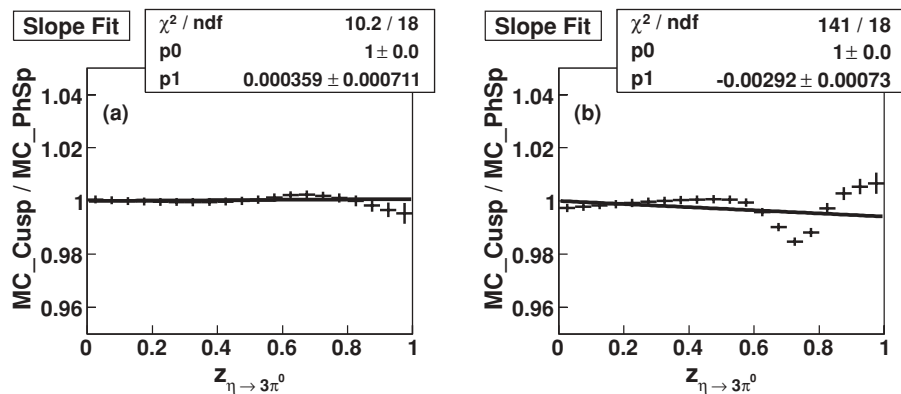 Slope Fit
χ² / ndf 10.2 / 18
p0 1 ± 0.0
p1 0.000359 ± 0.000711
(a)
MC_Cusp / MC_PhSp
1.04
1.02
1
0.98
0.96
0 0.2 0.4 0.6 0.8 1
z η → 3π⁰
Slope Fit
χ² / ndf 141 / 18
p0 1 ± 0.0
p1 -0.00292 ± 0.00073
(b)
MC_Cusp / MC_PhSp
1.04
1.02
1
0.98
0.96
0 0.2 0.4 0.6 0.8 1
z η → 3π⁰